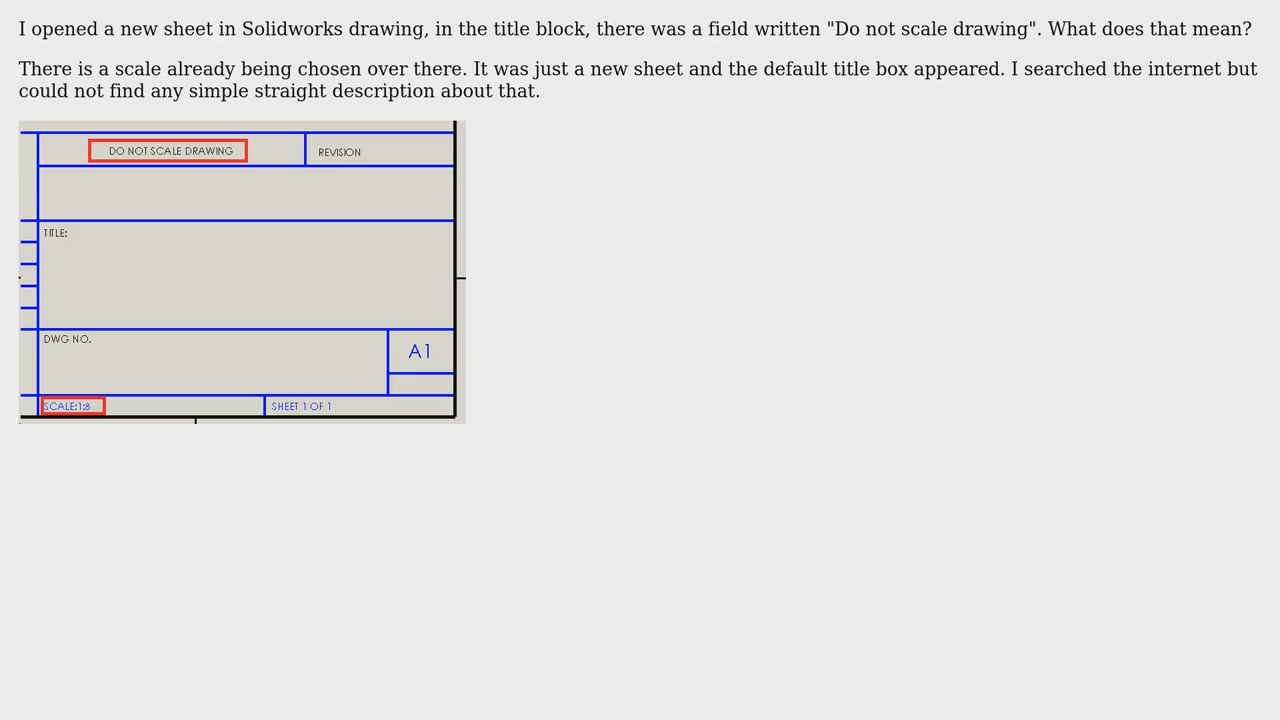 I opened a new sheet in Solidworks drawing, in the title block, there was a field written "Do not scale drawing". What does that mean?
There is a scale already being chosen over there. It was just a new sheet and the default title box appeared. I searched the internet but
could not find any simple straight description about that.
DO NOT SCALE DRAWING
REVISION
TITLE:
DWG NO.
A1
SCALE:1:8
SHEET 1 OF 1